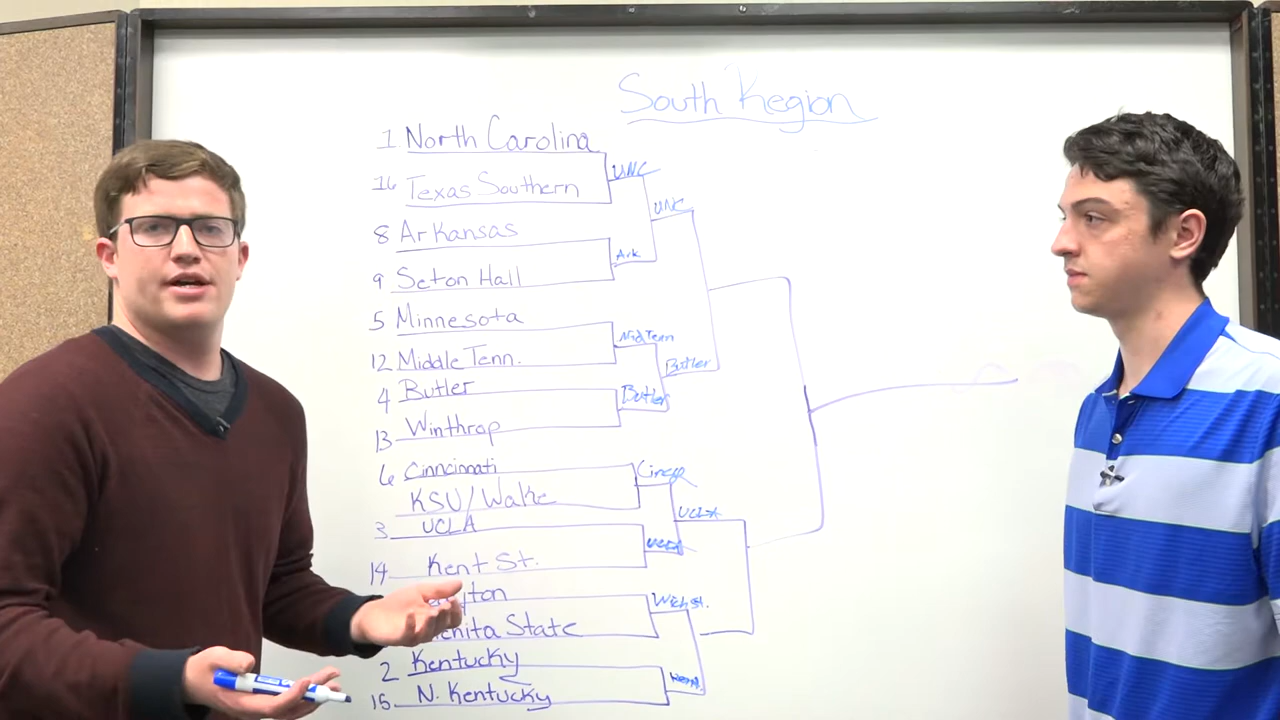 South Region
1 North Carolina
16 Texas Southern
8 Arkansas
9 Seton Hall
5 Minnesota
12 Middle Tenn.
4 Butler
13 Winthrop
6 Cinncinnati
KSU/Wake
3 UCLA
14 Kent St.
State
2 Kentucky
15 N. Kentucky
UNC
Ark
Mid Tenn
Butler
UCLA
Wich St.
UNC
Butler
UCLA